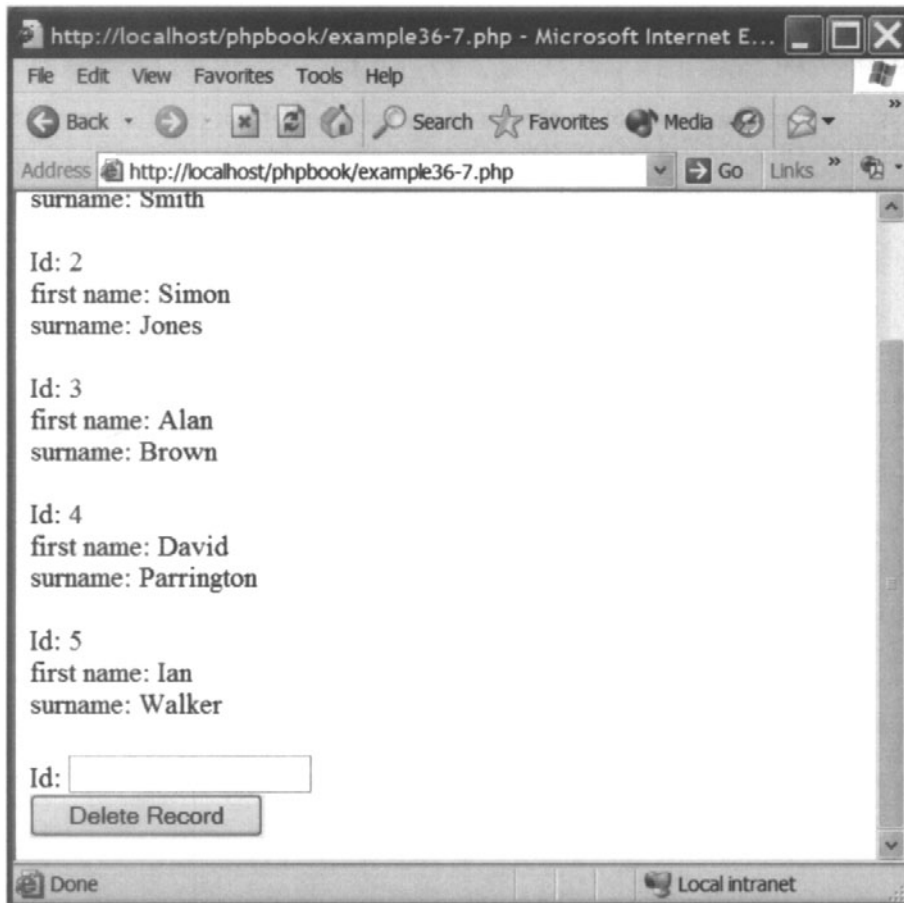 http://localhost/phpbook/example36-7.php - Microsoft Internet E...
File Edit View Favorites Tools Help
Back Search Favorites Media »
Address http://localhost/phpbook/example36-7.php Go Links »
surname: Smith
Id: 2
first name: Simon
surname: Jones
Id: 3
first name: Alan
surname: Brown
Id: 4
first name: David
surname: Parrington
Id: 5
first name: Ian
surname: Walker
Id:
Delete Record
Done Local intranet